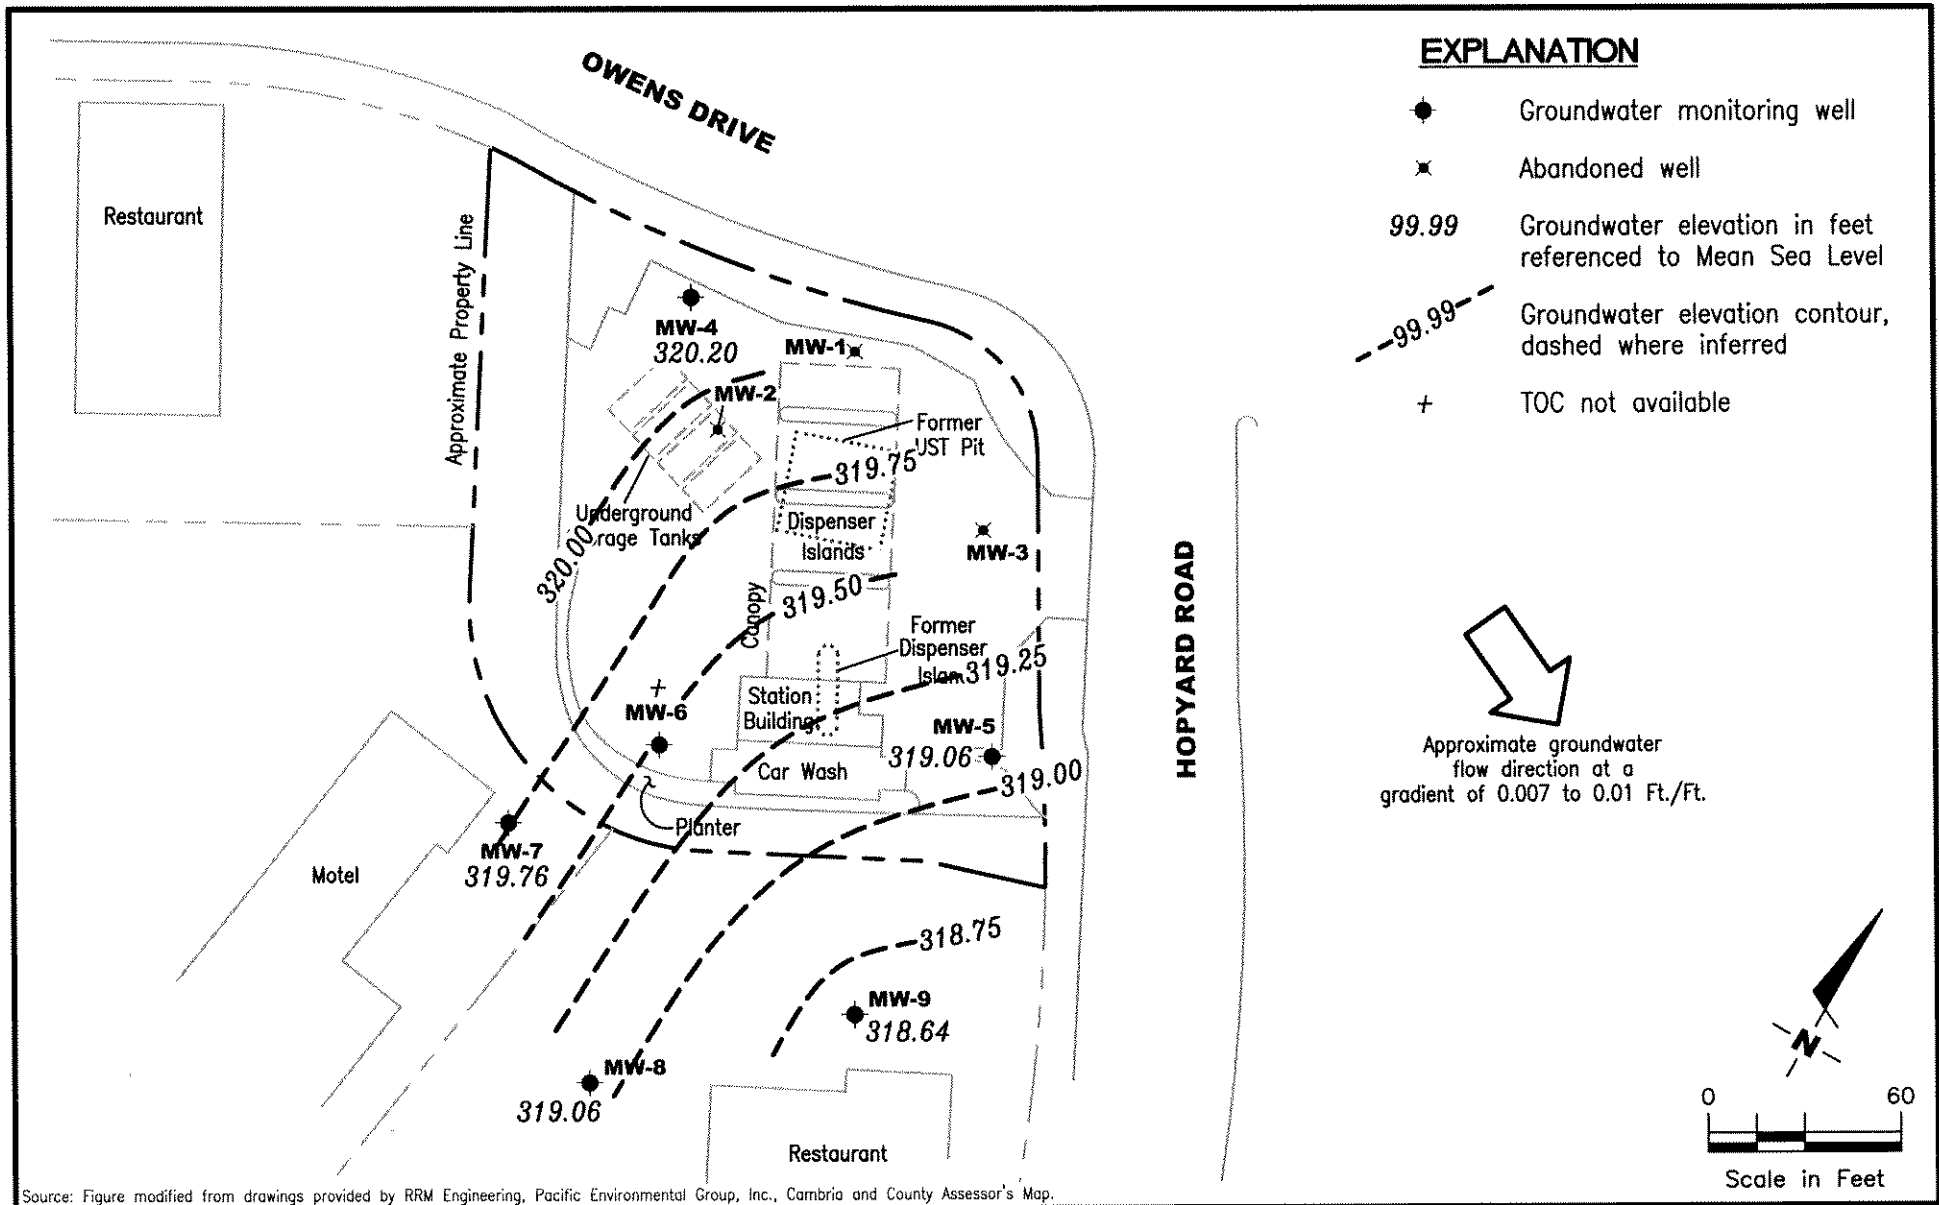 OWENS DRIVE
EXPLANATION
Groundwater monitoring well
Abandoned well
99.99
Groundwater elevation in feet
referenced to Mean Sea Level
99.99
Groundwater elevation contour,
dashed where inferred
+
TOC not available
Restaurant
Approximate Property Line
MW-4
320.20
MW-1
MW-2
Former
UST Pit
319.75
Underground
rage Tanks
320.00
Dispenser
Islands
MW-3
319.50
Canopy
Former
Dispenser
Islan
319.25
HOPYARD ROAD
+
MW-6
Station
Building
MW-5
319.06
Car Wash
319.00
Planter
MW-7
319.76
Motel
318.75
MW-9
318.64
MW-8
319.06
Restaurant
Approximate groundwater
flow direction at a
gradient of 0.007 to 0.01 Ft./Ft.
N
0 60
Scale in Feet
Source: Figure modified from drawings provided by RRM Engineering, Pacific Environmental Group, Inc., Cambria and County Assessor's Map.